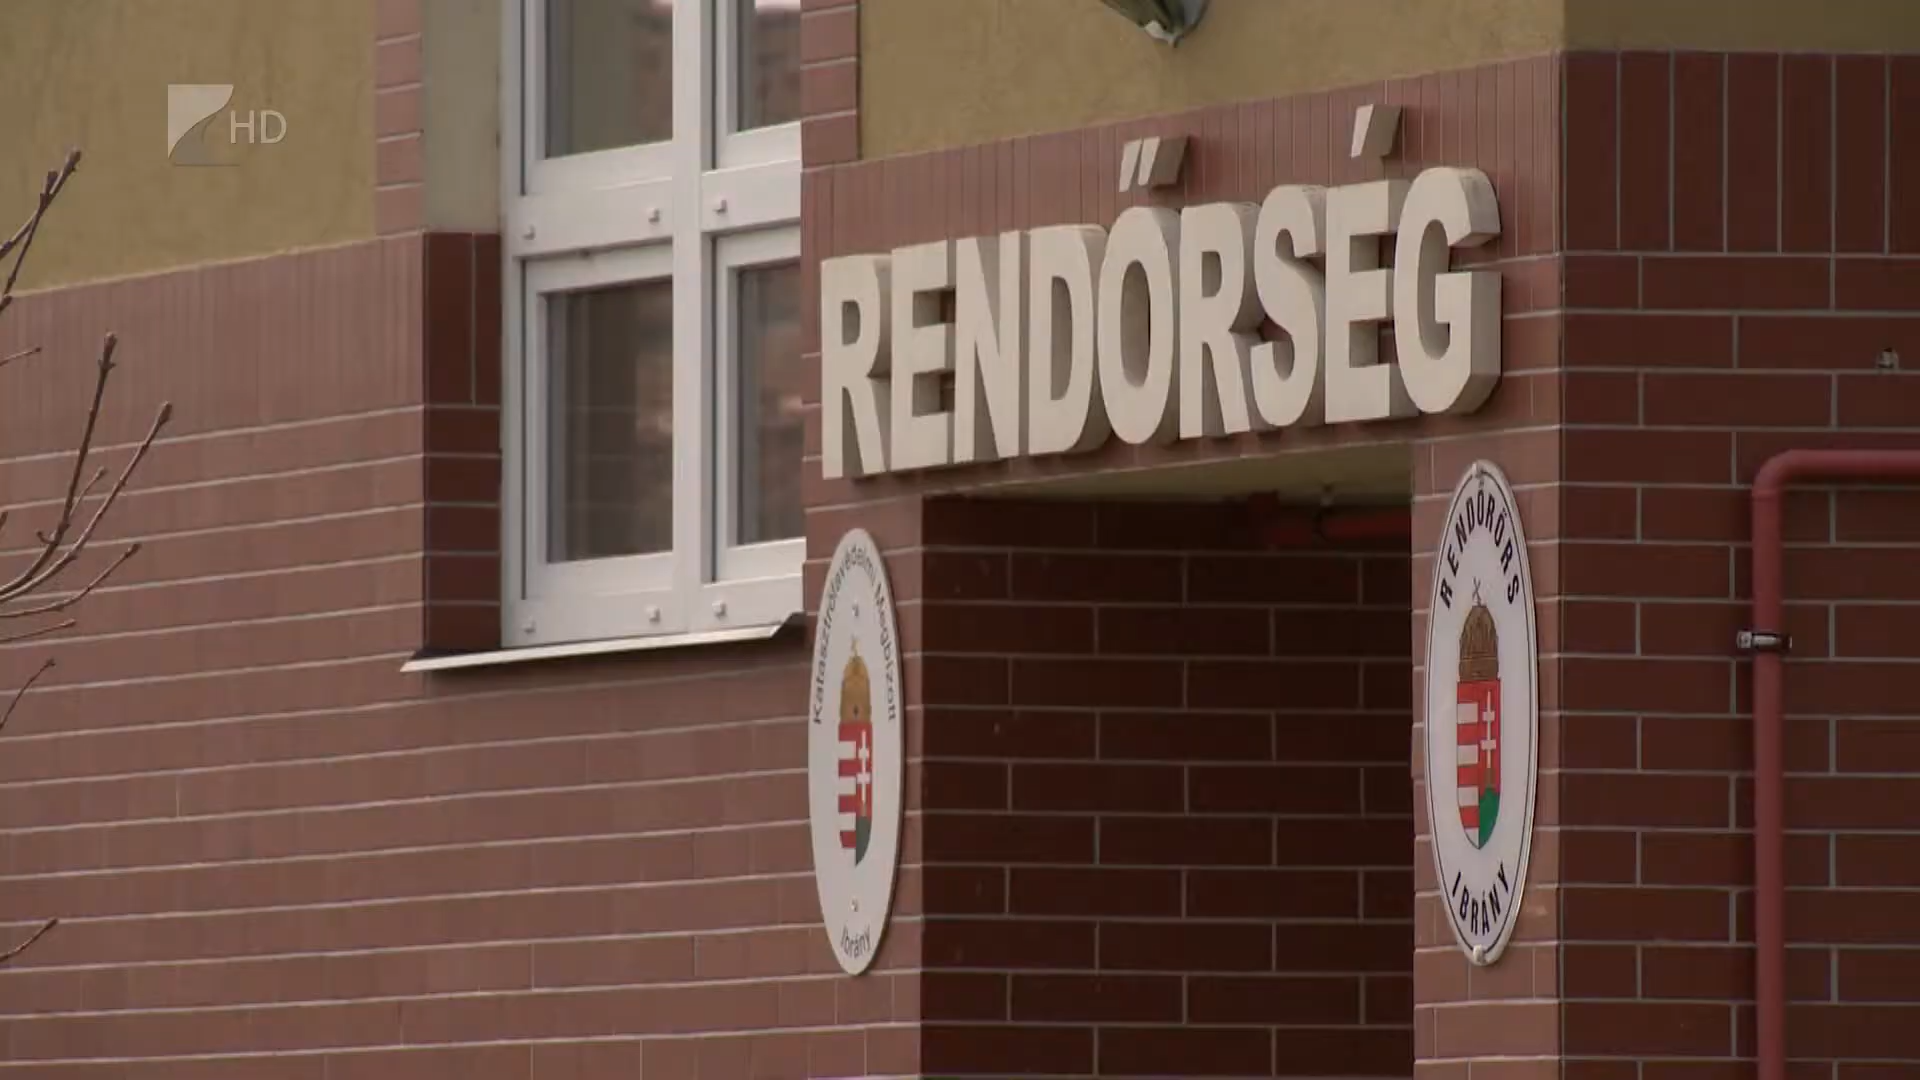 HD
RENDŐRSÉG
Katasztrófavédelmi Megbízott
Ibrány
RENDŐRŐRS
IBRÁNY